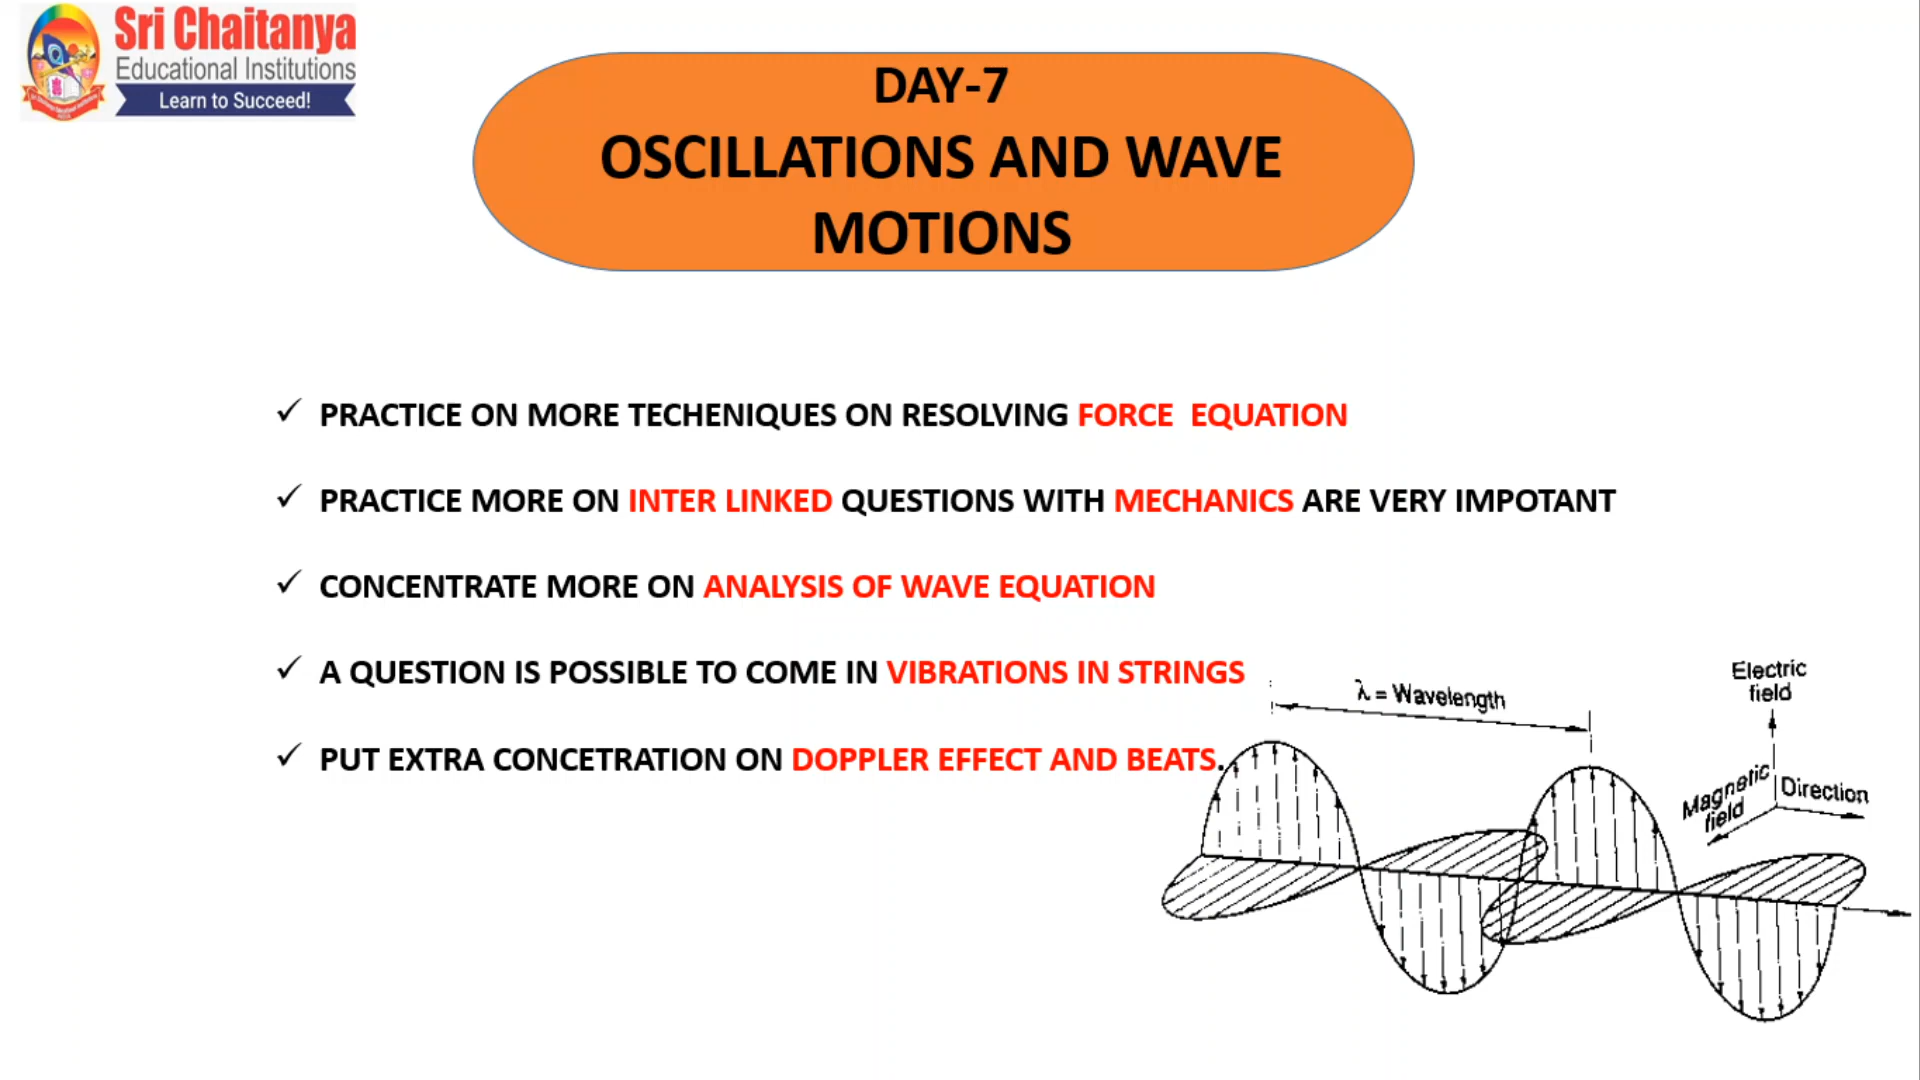 Sri Chaitanya
Educational Institutions
Learn to Succeed!
DAY-7
OSCILLATIONS AND WAVE
MOTIONS
✓ PRACTICE ON MORE TECHENIQUES ON RESOLVING FORCE EQUATION
✓ PRACTICE MORE ON INTER LINKED QUESTIONS WITH MECHANICS ARE VERY IMPOTANT
✓ CONCENTRATE MORE ON ANALYSIS OF WAVE EQUATION
✓ A QUESTION IS POSSIBLE TO COME IN VIBRATIONS IN STRINGS
✓ PUT EXTRA CONCETRATION ON DOPPLER EFFECT AND BEATS.
λ = Wavelength
Electric
field
Magnetic
field
Direction